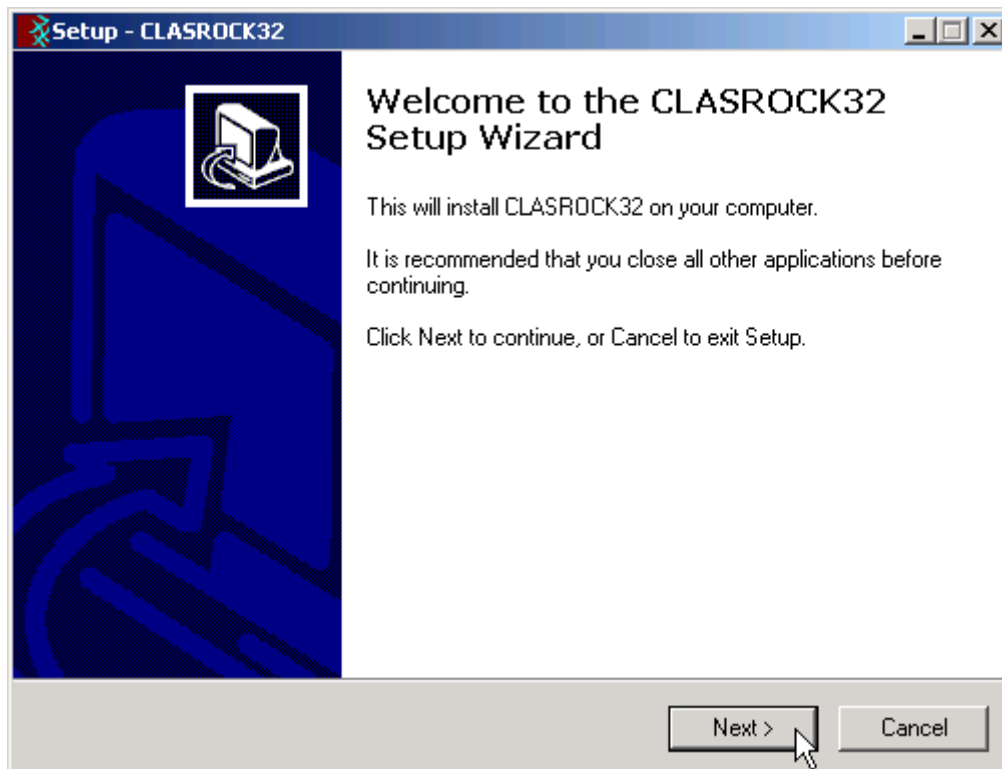 Setup - CLASROCK32
Welcome to the CLASROCK32
Setup Wizard
This will install CLASROCK32 on your computer.
It is recommended that you close all other applications before
continuing.
Click Next to continue, or Cancel to exit Setup.
Next >
Cancel